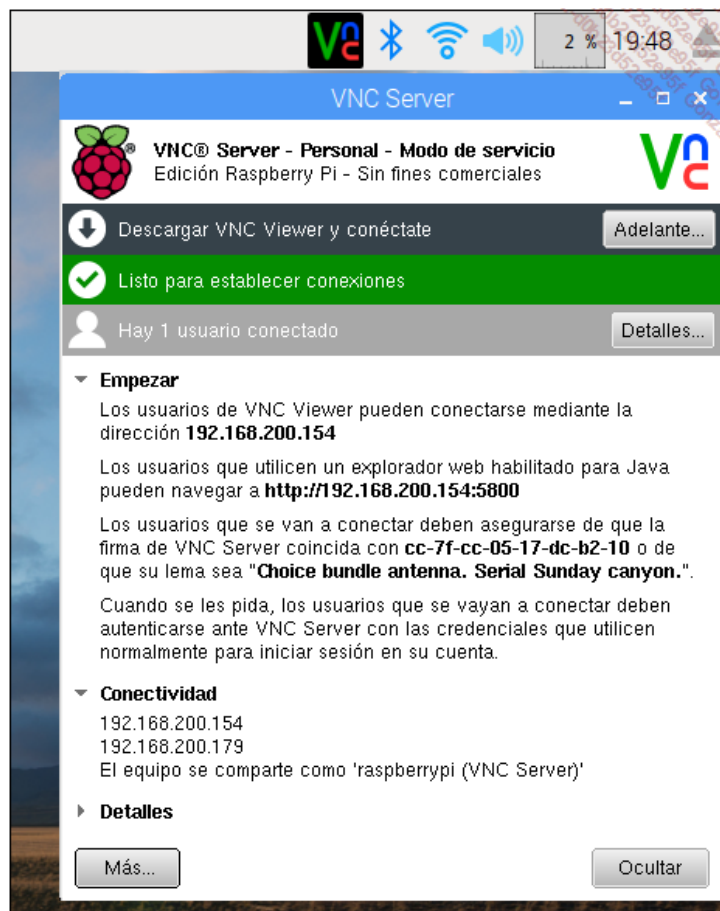 2 % 19:48
VNC Server
VNC® Server - Personal - Modo de servicio
Edición Raspberry Pi - Sin fines comerciales
Descargar VNC Viewer y conéctate Adelante...
Listo para establecer conexiones
Hay 1 usuario conectado Detalles...
Empezar
Los usuarios de VNC Viewer pueden conectarse mediante la
dirección 192.168.200.154
Los usuarios que utilicen un explorador web habilitado para Java
pueden navegar a http://192.168.200.154:5800
Los usuarios que se van a conectar deben asegurarse de que la
firma de VNC Server coincida con cc-7f-cc-05-17-dc-b2-10 o de
que su lema sea "Choice bundle antenna. Serial Sunday canyon.".
Cuando se les pida, los usuarios que se vayan a conectar deben
autenticarse ante VNC Server con las credenciales que utilicen
normalmente para iniciar sesión en su cuenta.
Conectividad
192.168.200.154
192.168.200.179
El equipo se comparte como 'raspberrypi (VNC Server)'
Detalles
Más... Ocultar